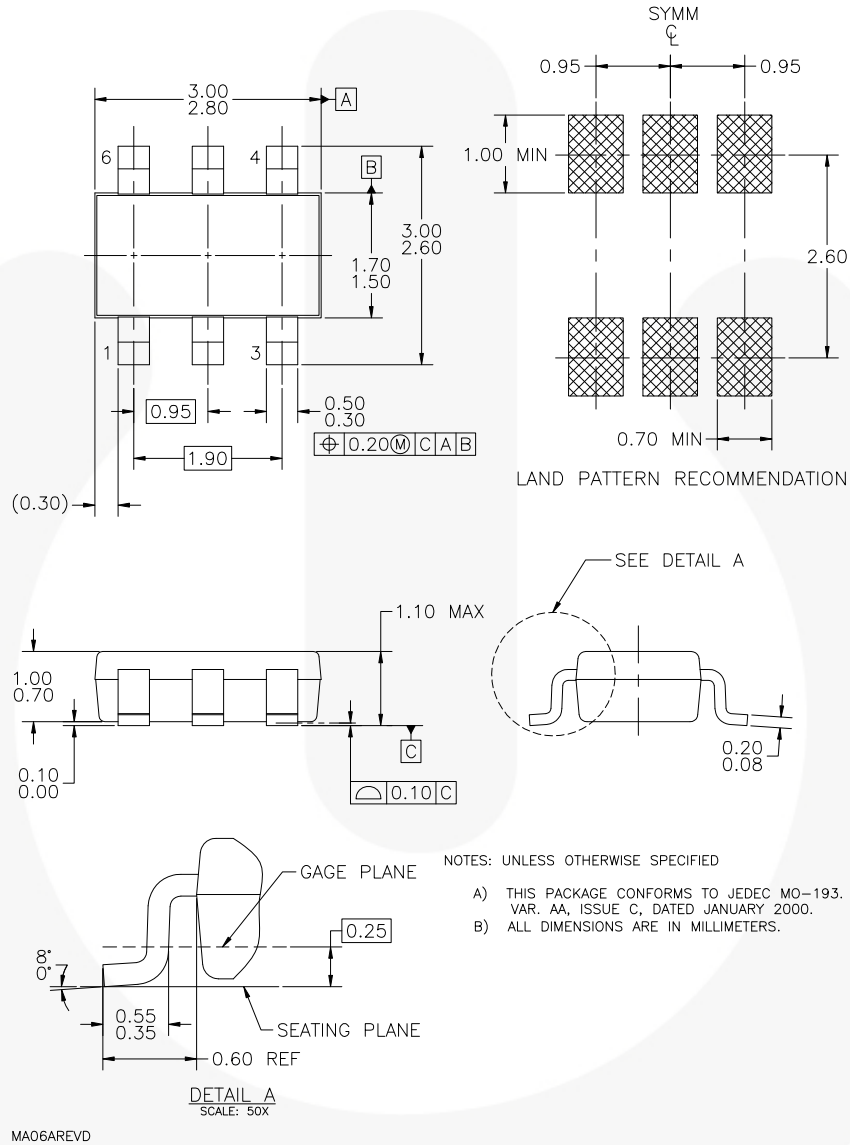 SYMM
CL
0.95
0.95
3.00
2.80
A
6
4
B
1.00 MIN
3.00
2.60
1.70
1.50
2.60
1
3
0.95
0.50
0.30
0.20Ⓜ C A B
1.90
0.70 MIN
(0.30)
LAND PATTERN RECOMMENDATION
SEE DETAIL A
1.10 MAX
1.00
0.70
C
0.10
0.00
0.10 C
0.20
0.08
GAGE PLANE
0.25
8°
0°
0.55
0.35
SEATING PLANE
0.60 REF
DETAIL A
SCALE: 50X
NOTES: UNLESS OTHERWISE SPECIFIED
A) THIS PACKAGE CONFORMS TO JEDEC MO-193.
VAR. AA, ISSUE C, DATED JANUARY 2000.
B) ALL DIMENSIONS ARE IN MILLIMETERS.
MA06AREVD